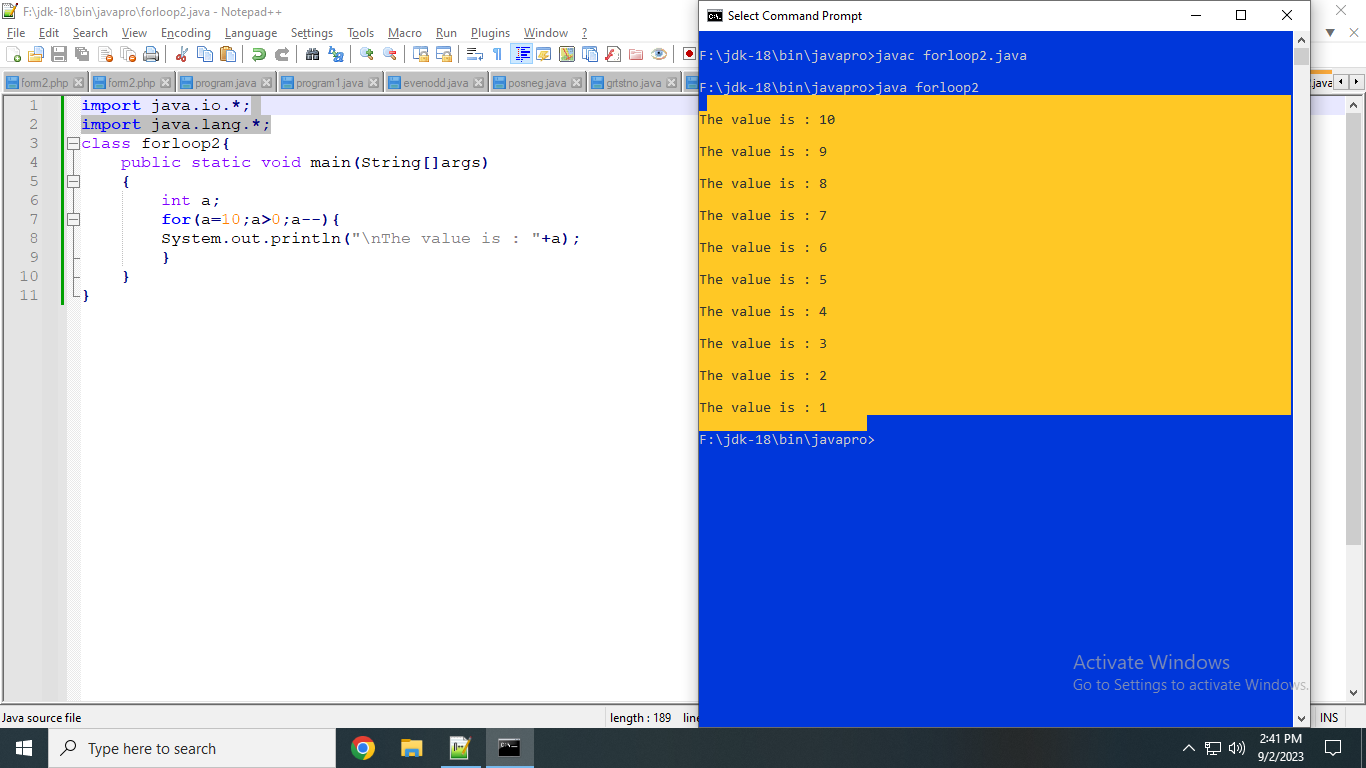 F:\jdk-18\bin\javapro\forloop2.java - Notepad++
File Edit Search View Encoding Language Settings Tools Macro Run Plugins Window ?
form2.php form2.php program.java program1.java evenodd.java posneg.java grtstno.java .java
1 import java.io.*;
2 import java.lang.*;
3 class forloop2{
4 public static void main(String[]args)
5 {
6 int a;
7 for(a=10;a>0;a--){
8 System.out.println("\nThe value is : "+a);
9 }
10 }
11 }
Java source file length : 189 line INS
Select Command Prompt
F:\jdk-18\bin\javapro>javac forloop2.java
F:\jdk-18\bin\javapro>java forloop2
The value is : 10
The value is : 9
The value is : 8
The value is : 7
The value is : 6
The value is : 5
The value is : 4
The value is : 3
The value is : 2
The value is : 1
F:\jdk-18\bin\javapro>
Activate Windows
Go to Settings to activate Windows.
Type here to search
2:41 PM
9/2/2023